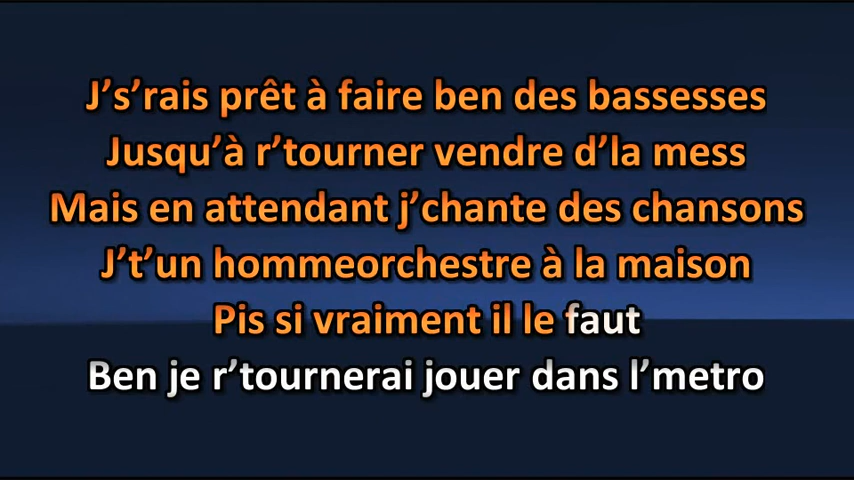 J’s’rais prêt à faire ben des bassesses
Jusqu’à r’tourner vendre d’la mess
Mais en attendant j’chante des chansons
J’t’un hommeorchestre à la maison
Pis si vraiment il le faut
Ben je r’tournerai jouer dans l’metro